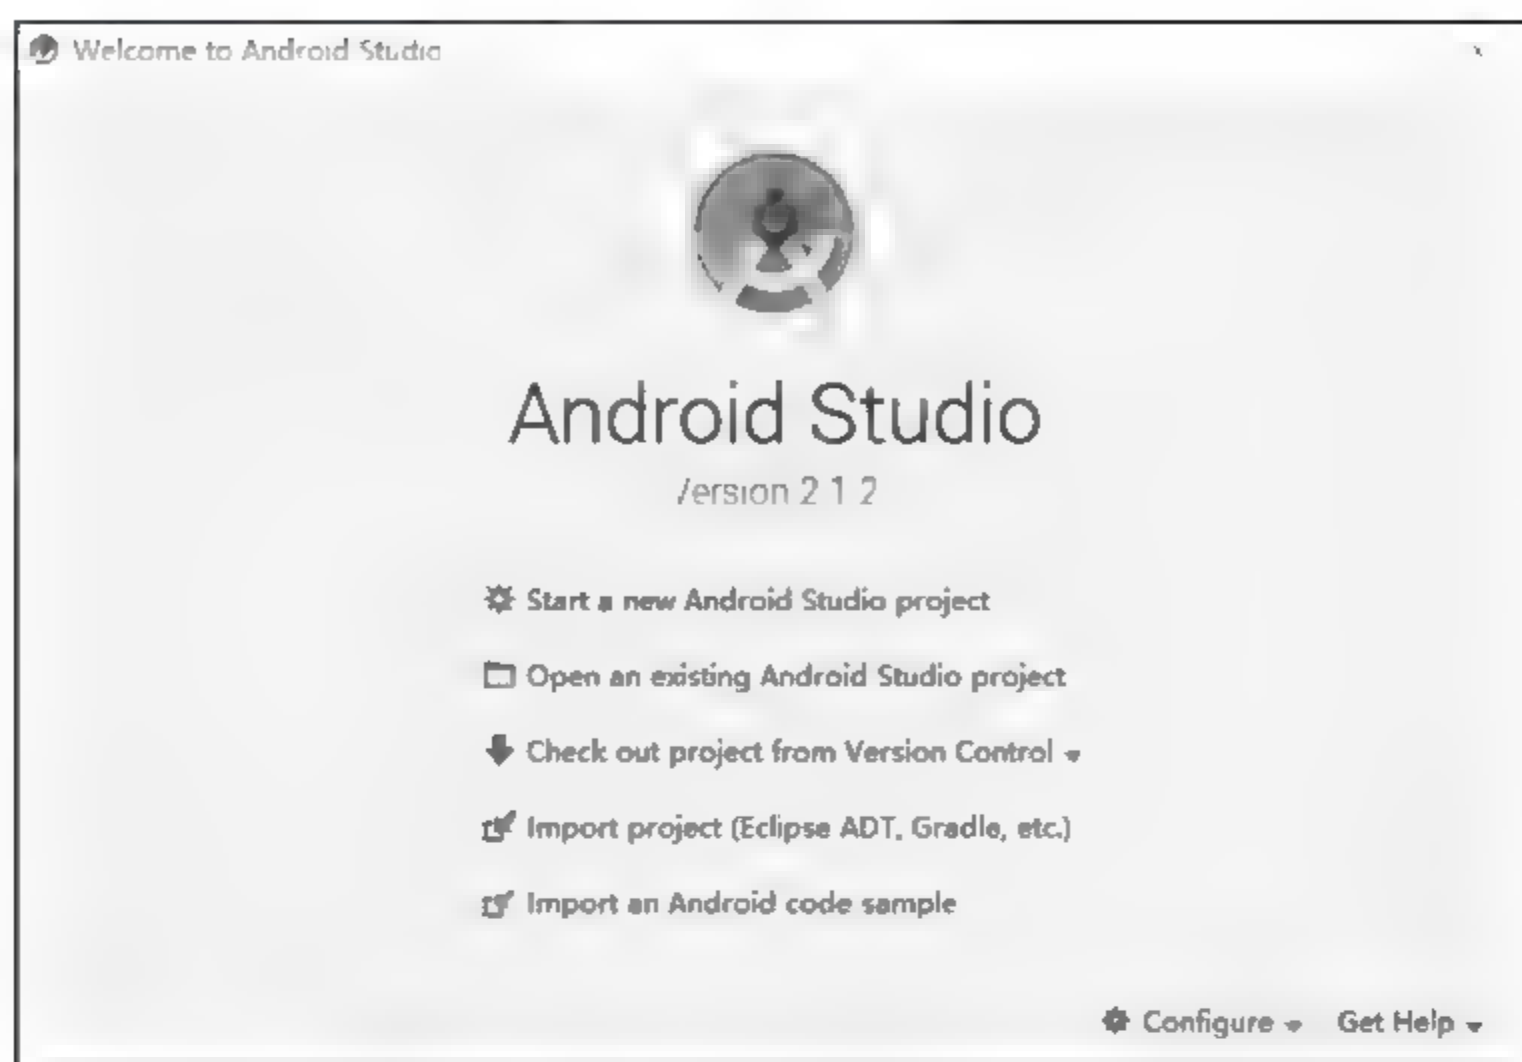 Welcome to Android Studio
Android Studio
Version 2 1 2
Start a new Android Studio project
Open an existing Android Studio project
Check out project from Version Control
Import project (Eclipse ADT, Gradle, etc.)
Import an Android code sample
Configure Get Help